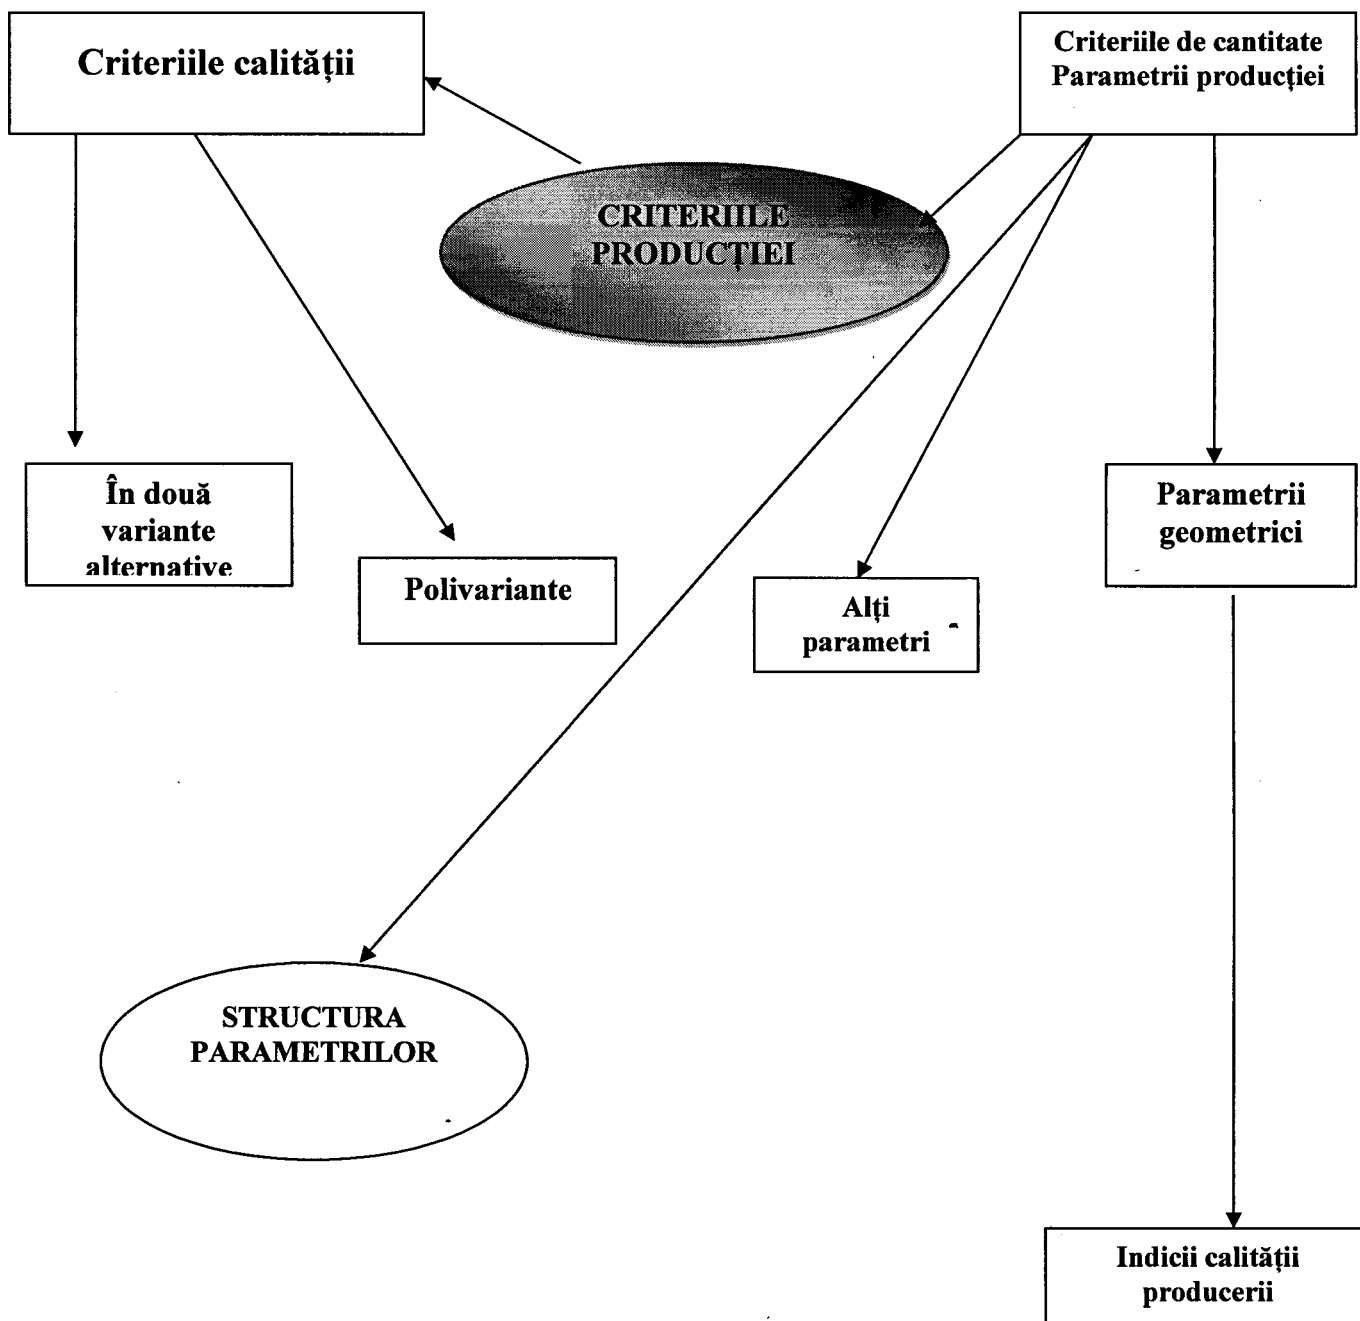 Criteriile calității
Criteriile de cantitate
Parametrii producției
CRITERIILE
PRODUCȚIEI
În două
variante
alternative
Polivariante
Alți
parametri
Parametrii
geometrici
STRUCTURA
PARAMETRILOR
Indicii calității
producerii